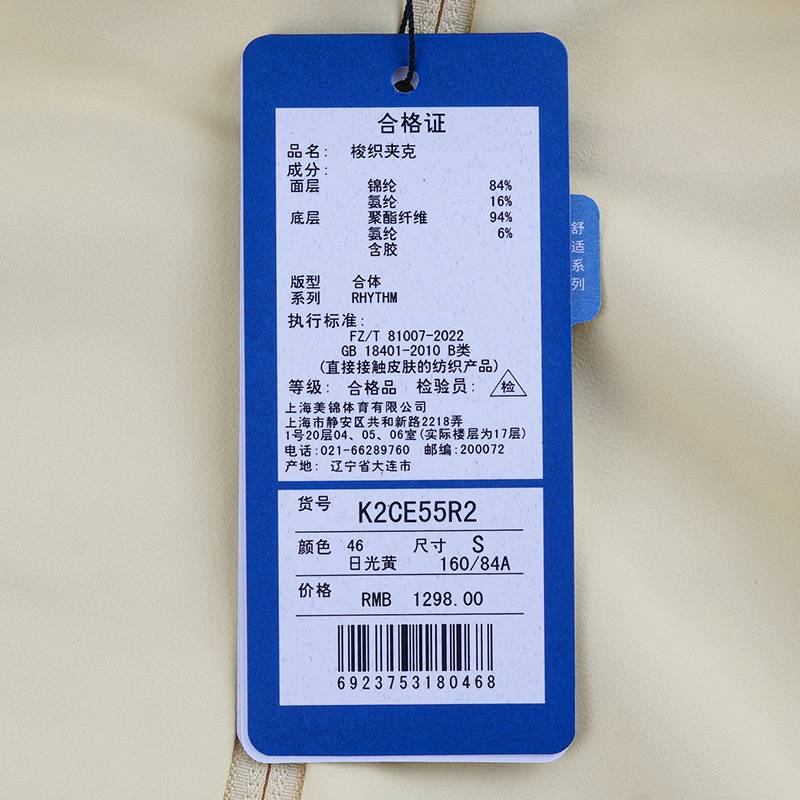 合格证
品名: 梭织夹克
成分:
面层 锦纶 84%
氨纶 16%
底层 聚酯纤维 94%
氨纶 6%
含胶
版型 合体
系列 RHYTHM
执行标准:
FZ/T 81007-2022
GB 18401-2010 B类
(直接接触皮肤的纺织产品)
等级: 合格品 检验员: 检
上海美锦体育有限公司
上海市静安区共和新路2218弄
1号20层04、05、06室(实际楼层为17层)
电话:021-66289760 邮编:200072
产地: 辽宁省大连市
货号 K2CE55R2
颜色 46 尺寸 S
日光黄 160/84A
价格
RMB 1298.00
6923753180468
舒适系列